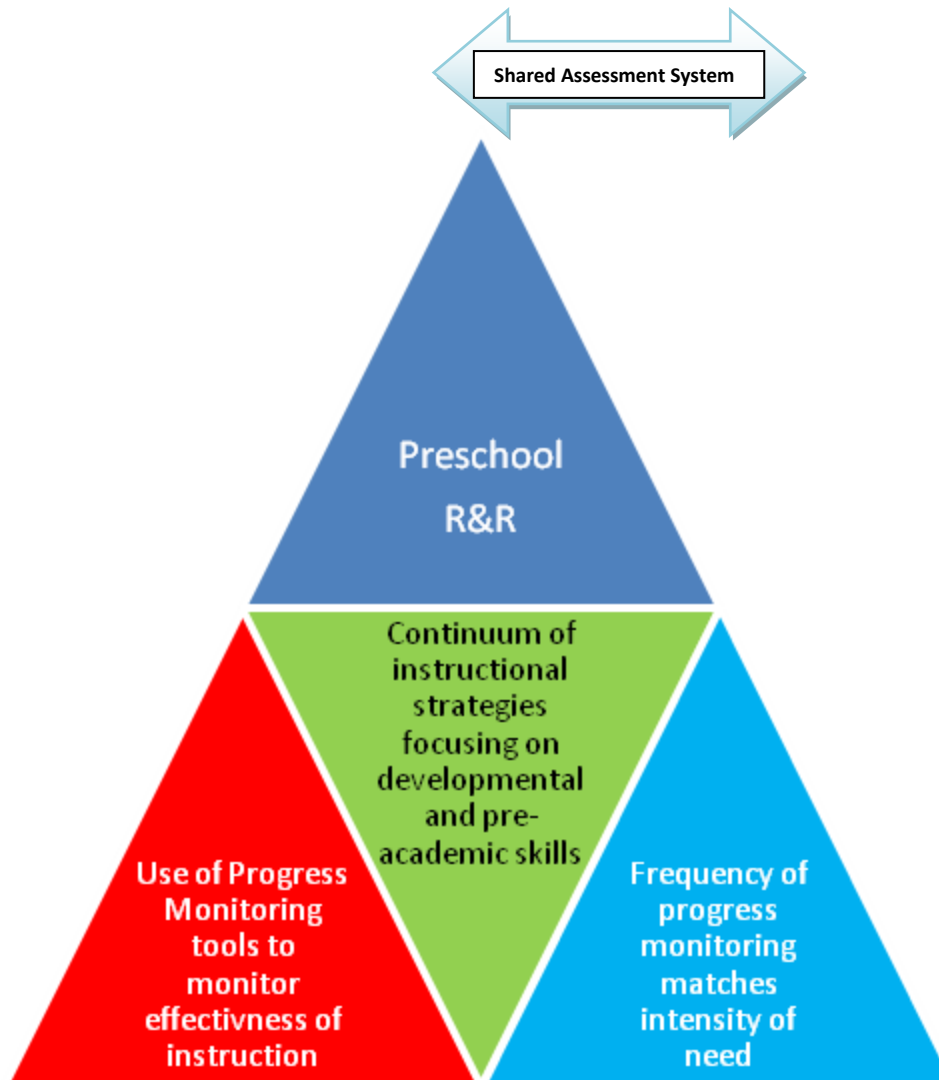 Shared Assessment System
Preschool
R&R
Continuum of
instructional
strategies
focusing on
developmental
and pre-
academic skills
Use of Progress
Monitoring
tools to
monitor
effectivness of
instruction
Frequency of
progress
monitoring
matches
intensity of
need